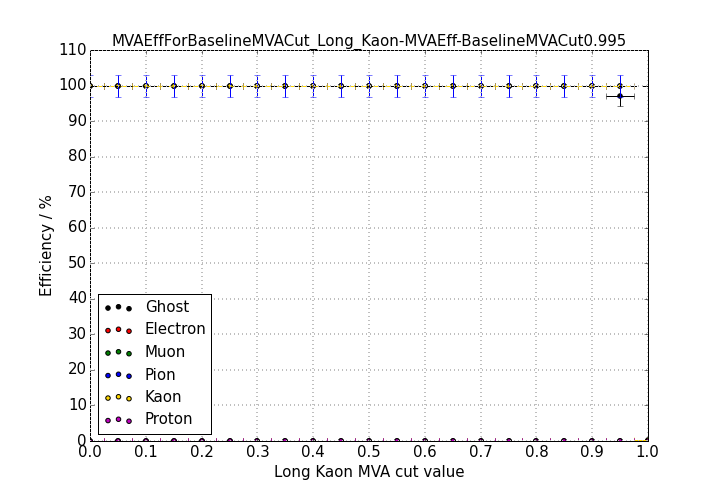 MVAEffForBaselineMVACut_Long_Kaon-MVAEff-BaselineMVACut0.995
110
100
90
80
70
60
50
40
30
20
10
0
Efficiency / %
Ghost
Electron
Muon
Pion
Kaon
Proton
0.0 0.1 0.2 0.3 0.4 0.5 0.6 0.7 0.8 0.9 1.0
Long Kaon MVA cut value